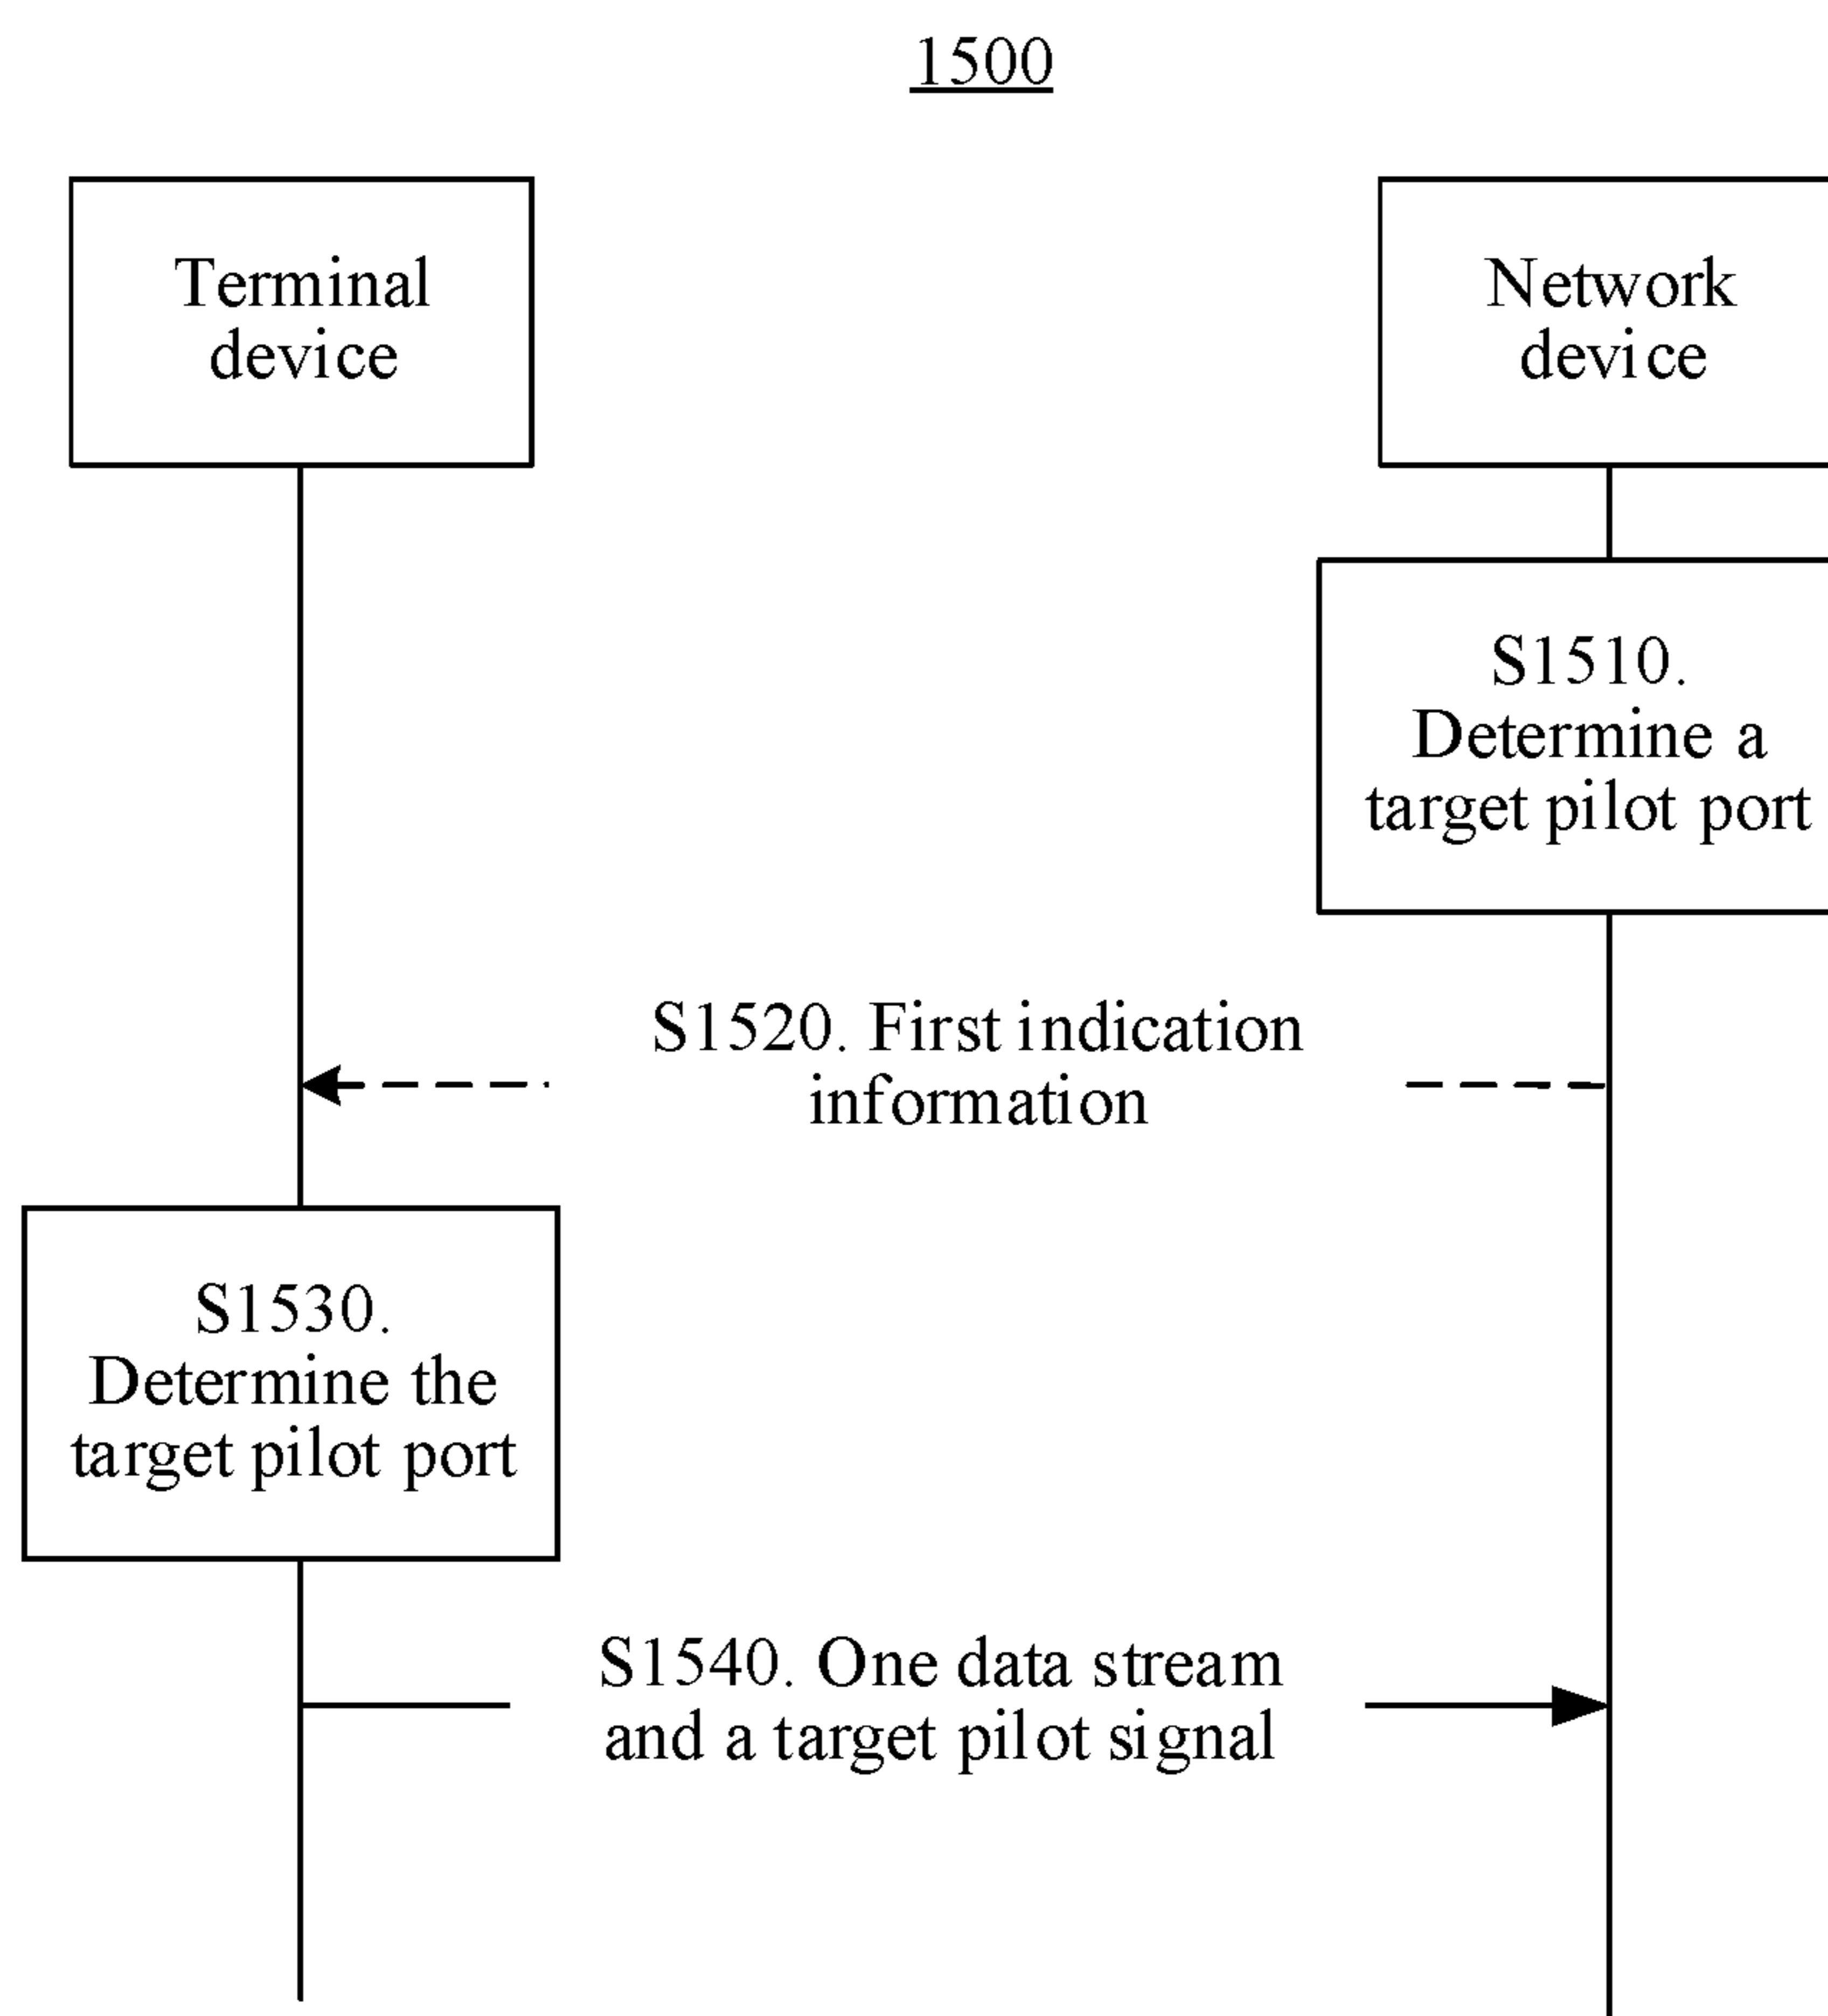 1500
Terminal
device
Network
device
S1510.
Determine a
target pilot port
S1520. First indication
information
S1530.
Determine the
target pilot port
S1540. One data stream
and a target pilot signal